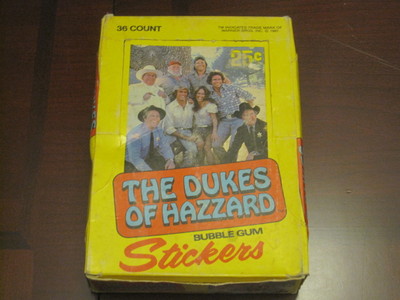 36 COUNT
25¢
THE DUKES
OF HAZZARD
BUBBLE GUM
Stickers